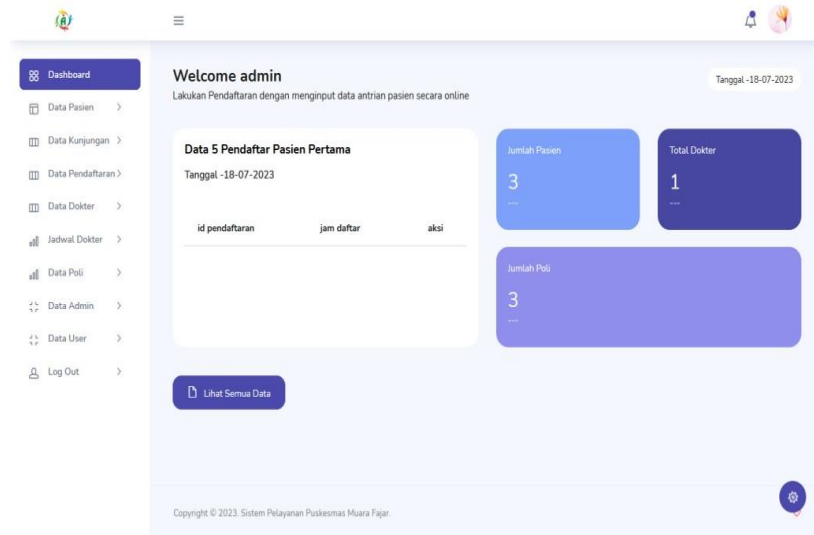 Welcome admin
Lakukan Pendaftaran dengan menginput data antrian pasien secara online
Tanggal -18-07-2023
Dashboard
Data Pasien
Data Kunjungan
Data Pendaftaran
Data Dokter
Jadwal Dokter
Data Poli
Data Admin
Data User
Log Out
Data 5 Pendaftar Pasien Pertama
Tanggal -18-07-2023
id pendaftaran jam daftar aksi
Jumlah Pasien
3
---
Total Dokter
1
---
Jumlah Poli
3
---
Lihat Semua Data
Copyright © 2023. Sistem Pelayanan Puskesmas Muara Fajar.